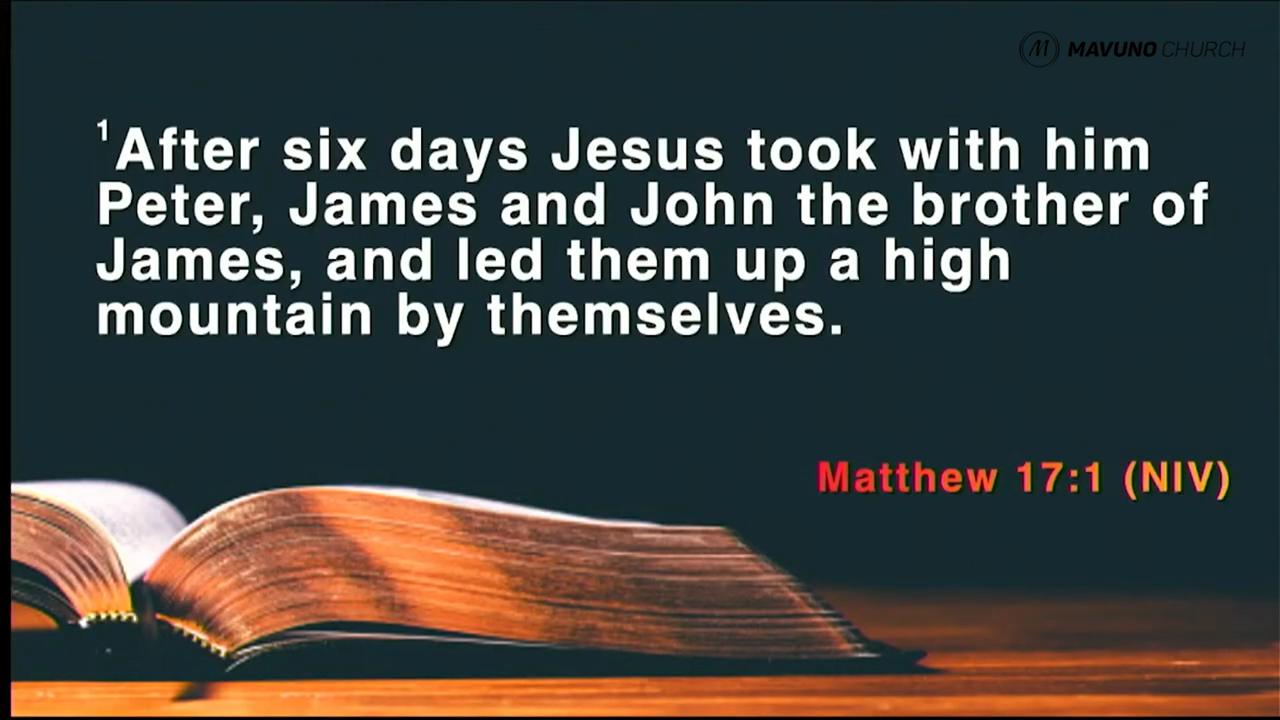 MAVUNO CHURCH
1After six days Jesus took with him
Peter, James and John the brother of
James, and led them up a high
mountain by themselves.
Matthew 17:1 (NIV)